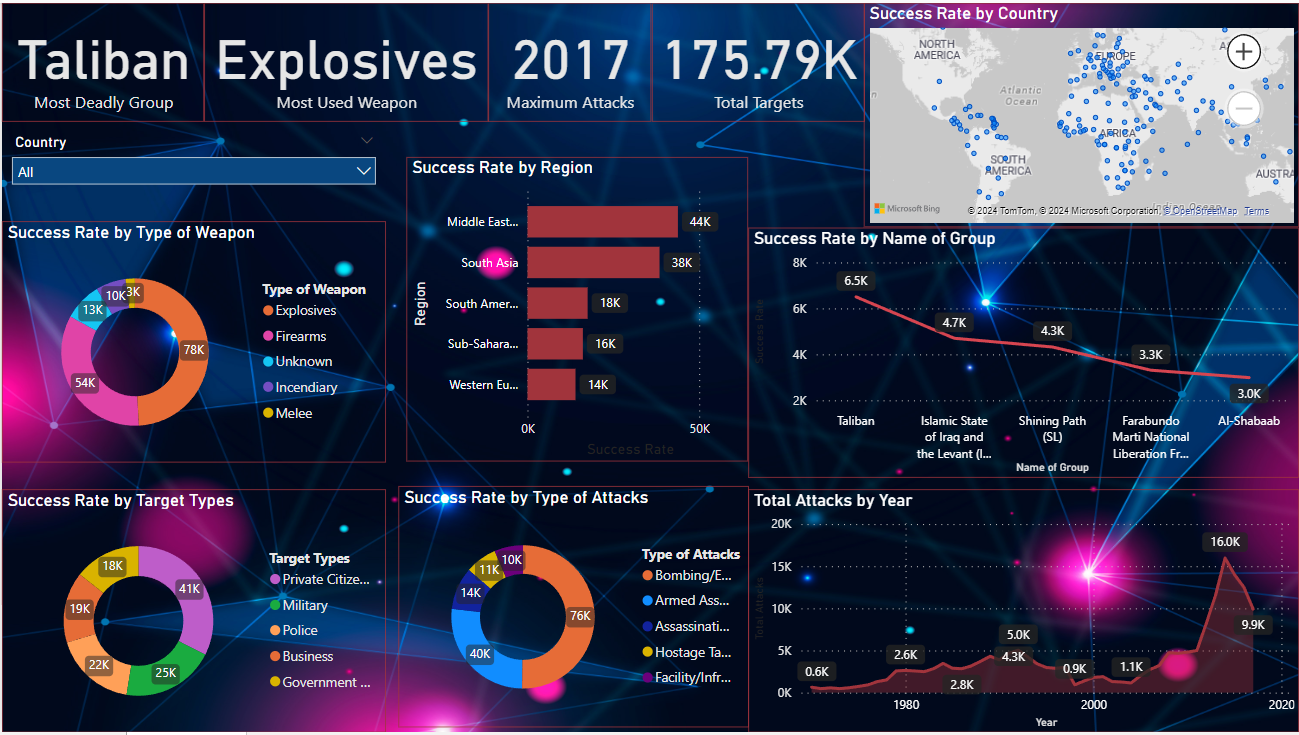 Taliban
Most Deadly Group
Explosives
Most Used Weapon
2017
Maximum Attacks
175.79K
Total Targets
Success Rate by Country
NORTH
AMERICA
EUROPE
Atlantic
Ocean
AFRICA
SOUTH
AMERICA
AUSTRA
Indian Ocean
Microsoft Bing
© 2024 TomTom, © 2024 Microsoft Corporation, © OpenStreetMap Terms
Country
All
Success Rate by Type of Weapon
3K
10K
13K
54K
78K
Type of Weapon
Explosives
Firearms
Unknown
Incendiary
Melee
Success Rate by Region
Region
Middle East...
44K
South Asia
38K
South Amer...
18K
Sub-Sahara...
16K
Western Eu...
14K
0K
50K
Success Rate
Success Rate by Name of Group
Success Rate
8K
6K
4K
2K
6.5K
4.7K
4.3K
3.3K
3.0K
Taliban
Islamic State
of Iraq and
the Levant (I...
Shining Path
(SL)
Farabundo
Marti National
Liberation Fr...
Al-Shabaab
Name of Group
Success Rate by Target Types
18K
41K
19K
22K
25K
Target Types
Private Citize...
Military
Police
Business
Government ...
Success Rate by Type of Attacks
10K
11K
14K
40K
76K
Type of Attacks
Bombing/E...
Armed Ass...
Assassinati...
Hostage Ta...
Facility/Infr...
Total Attacks by Year
Total Attacks
20K
15K
10K
5K
0K
0.6K
2.6K
2.8K
5.0K
4.3K
0.9K
1.1K
16.0K
9.9K
1980
2000
2020
Year